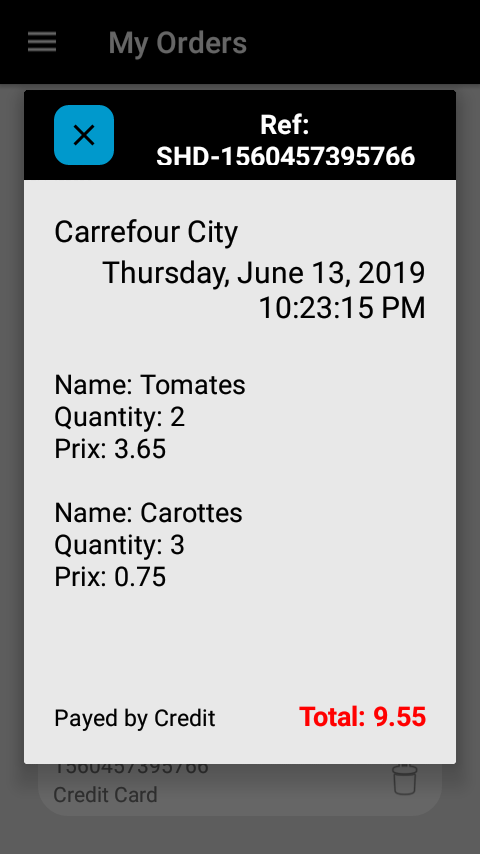 My Orders
Ref:
SHD-1560457395766
Carrefour City
Thursday, June 13, 2019
10:23:15 PM
Name: Tomates
Quantity: 2
Prix: 3.65
Name: Carottes
Quantity: 3
Prix: 0.75
Payed by Credit
Total: 9.55
1560457395766
Credit Card